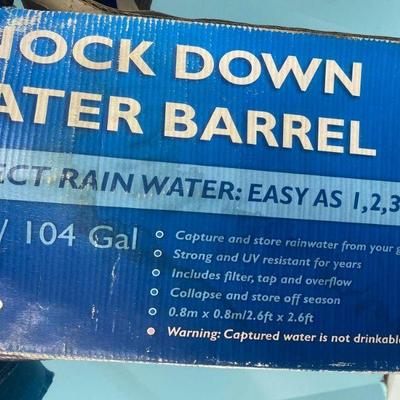 NOCK DOWN
ATER BARREL
ECT RAIN WATER: EASY AS 1,2,3
/ 104 Gal
Capture and store rainwater from your g
Strong and UV resistant for years
Includes filter, tap and overflow
Collapse and store off season
0.8m x 0.8m/2.6ft x 2.6ft
Warning: Captured water is not drinkable